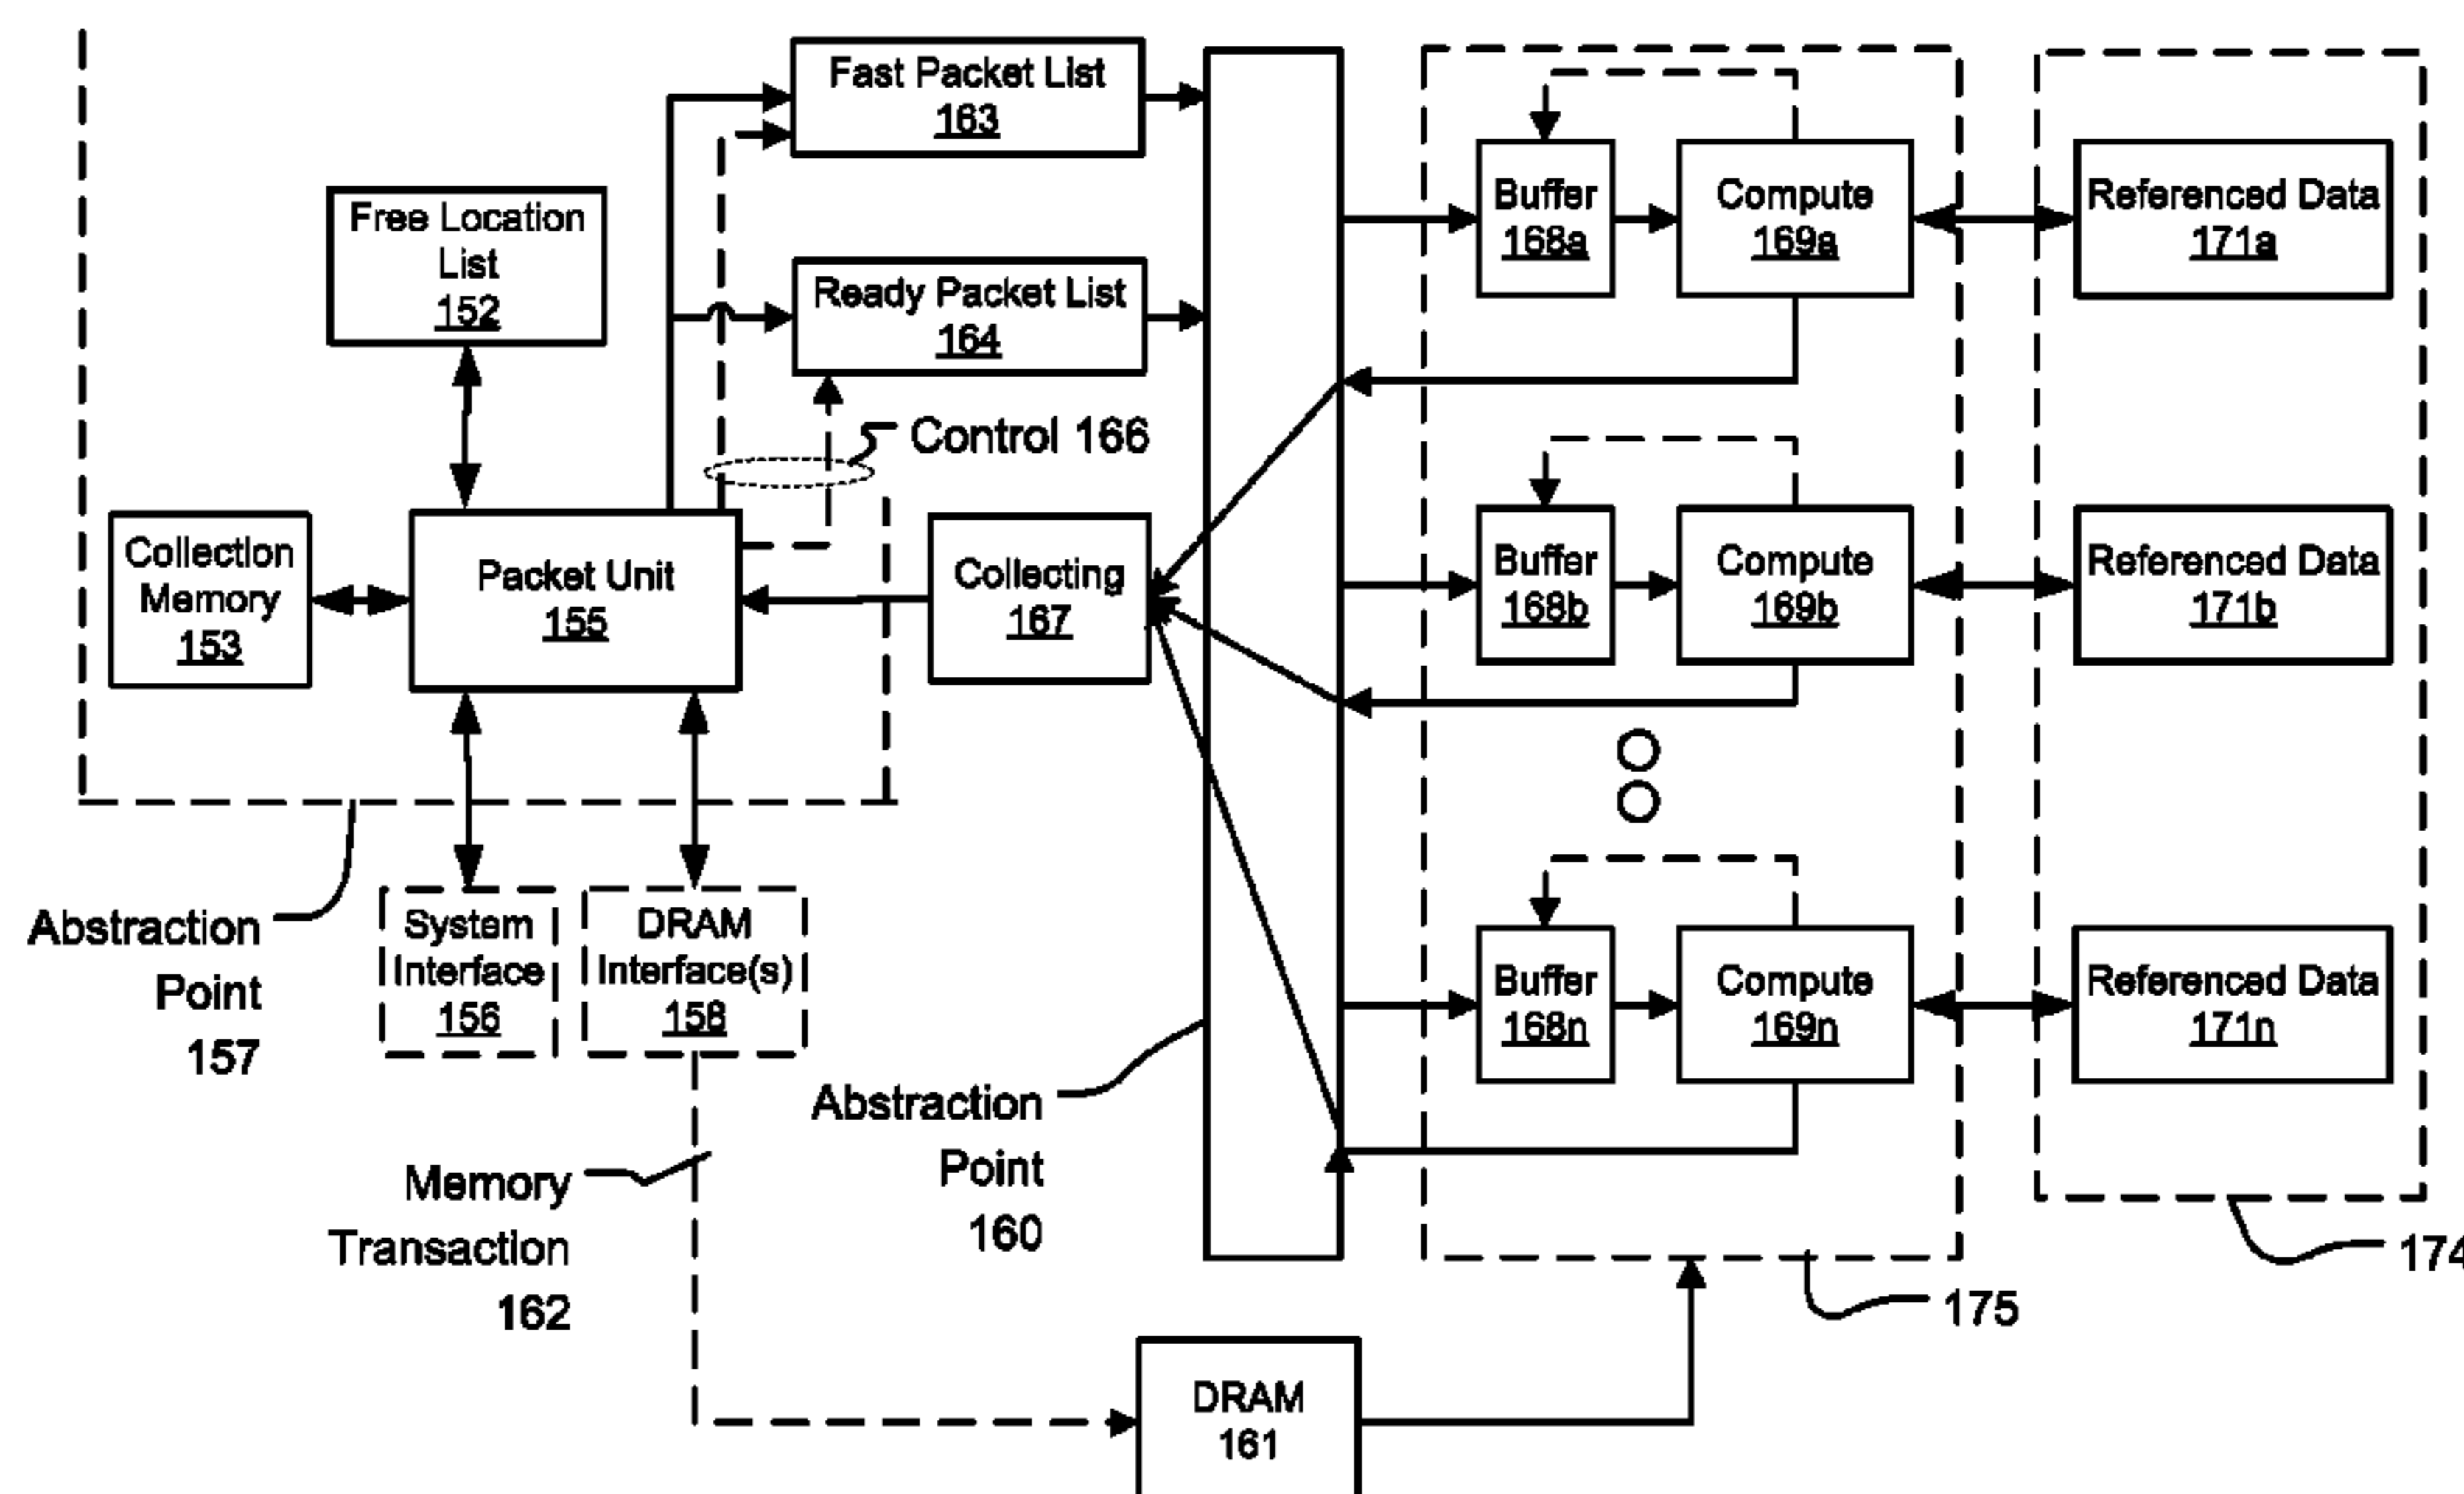 Fast Packet List
163
Free Location
List
152
Ready Packet List
164
Control 166
Collection
Memory
153
Packet Unit
155
Collecting
167
Buffer
168a
Compute
169a
Referenced Data
171a
Buffer
168b
Compute
169b
Referenced Data
171b
Buffer
168n
Compute
169n
Referenced Data
171n
Abstraction
Point
157
System
Interface
156
DRAM
Interface(s)
158
Abstraction
Point
160
Memory
Transaction
162
174
175
DRAM
161